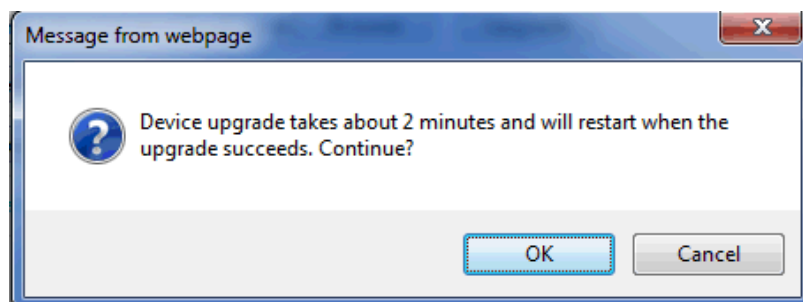 Message from webpage
Device upgrade takes about 2 minutes and will restart when the
upgrade succeeds. Continue?
OK
Cancel